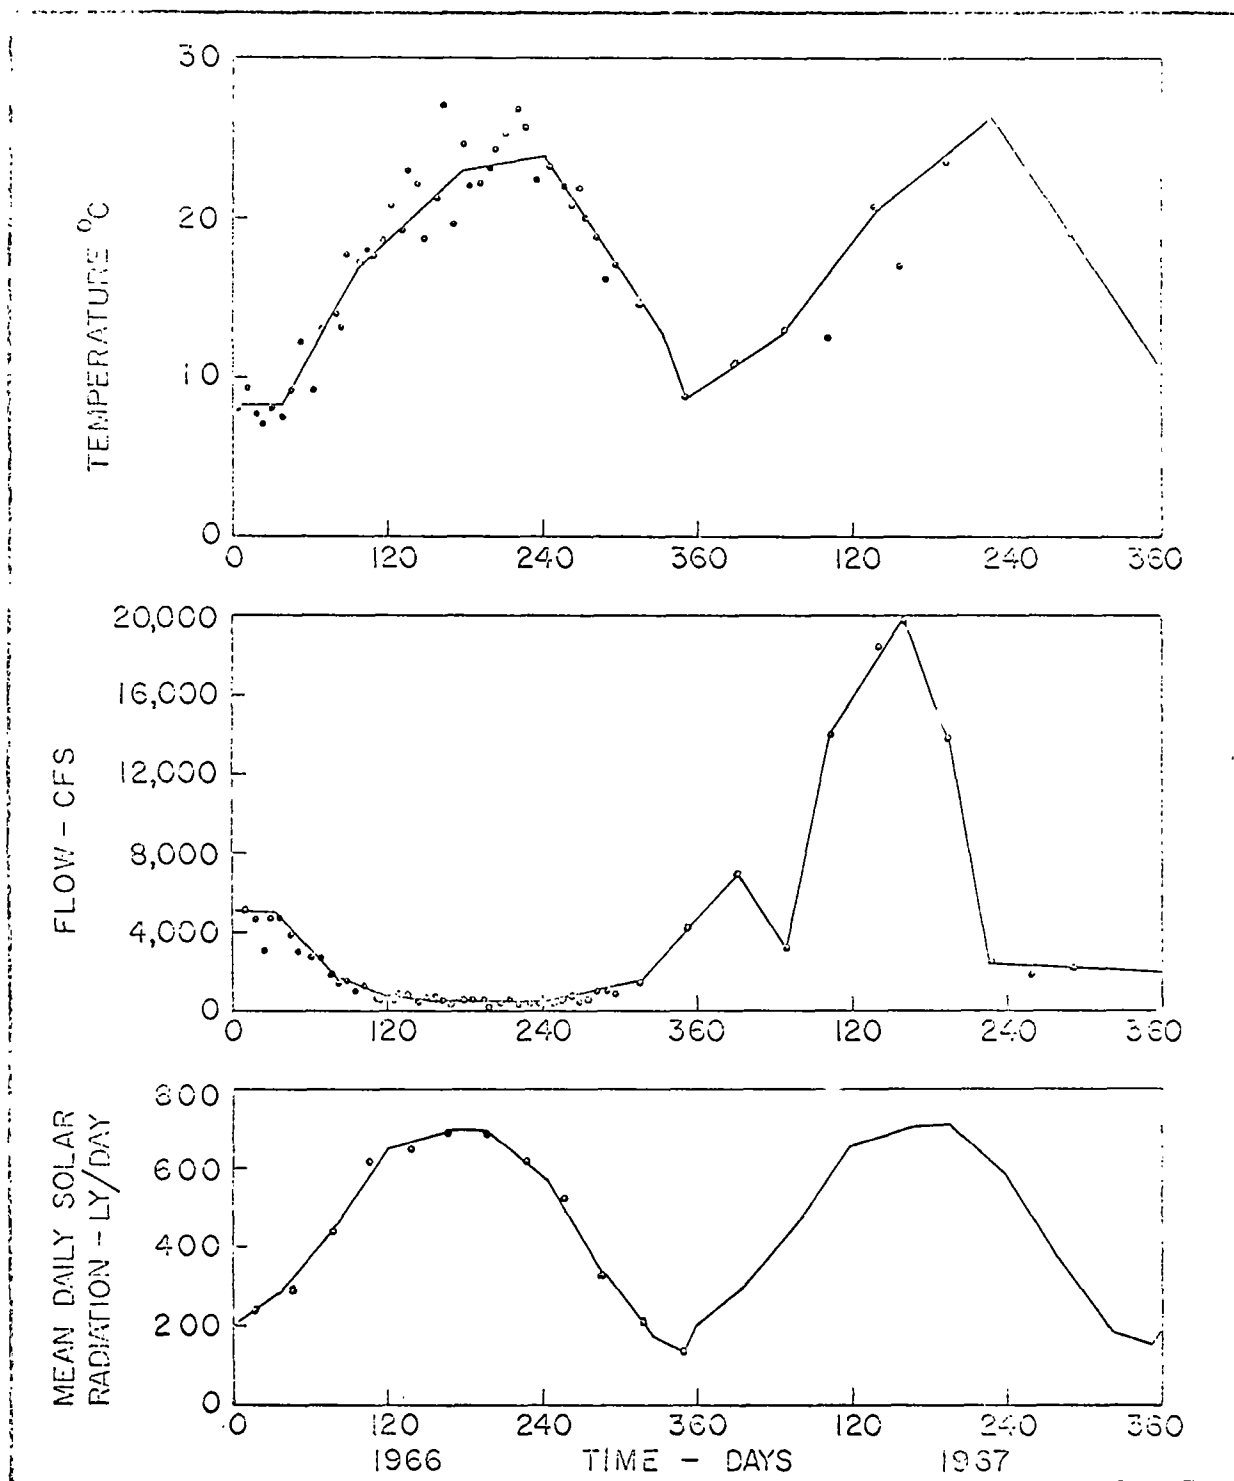 30
20
10
0
TEMPERATURE °C
0 120 240 360 120 240 360
20,000
16,000
12,000
8,000
4,000
0
FLOW - CFS
0 120 240 360 120 240 360
800
600
400
200
0
MEAN DAILY SOLAR
RADIATION - LY/DAY
0 120 240 360 120 240 360
1966 TIME - DAYS 1967